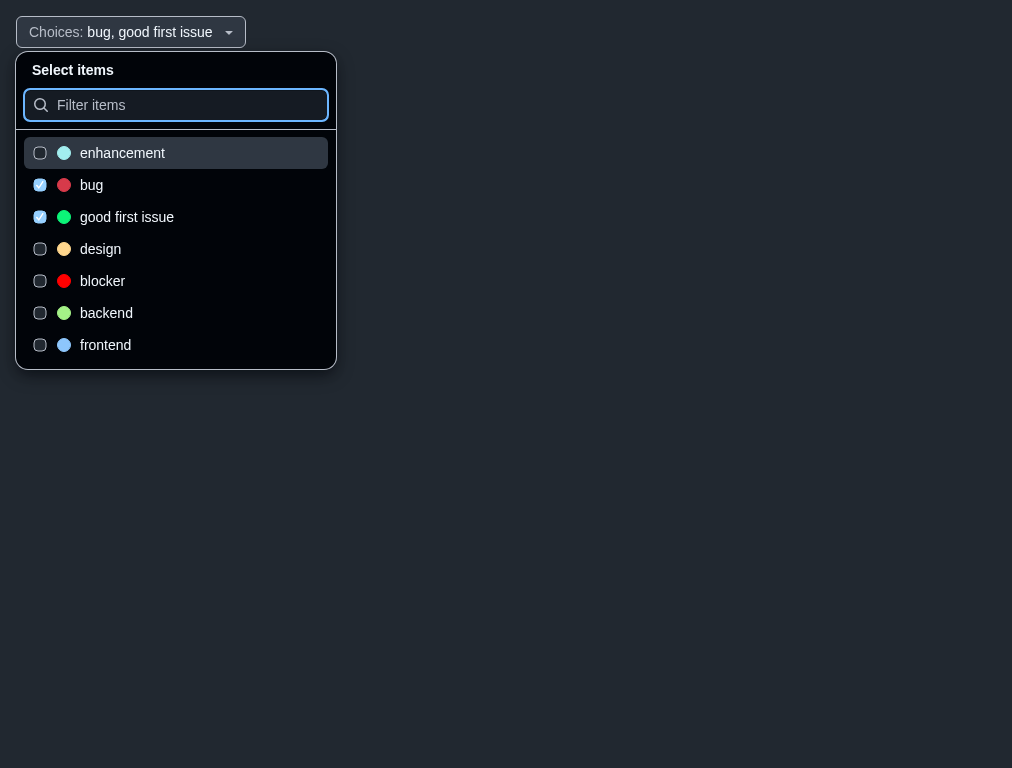 Choices: bug, good first issue
Select items
Filter items
enhancement
bug
good first issue
design
blocker
backend
frontend